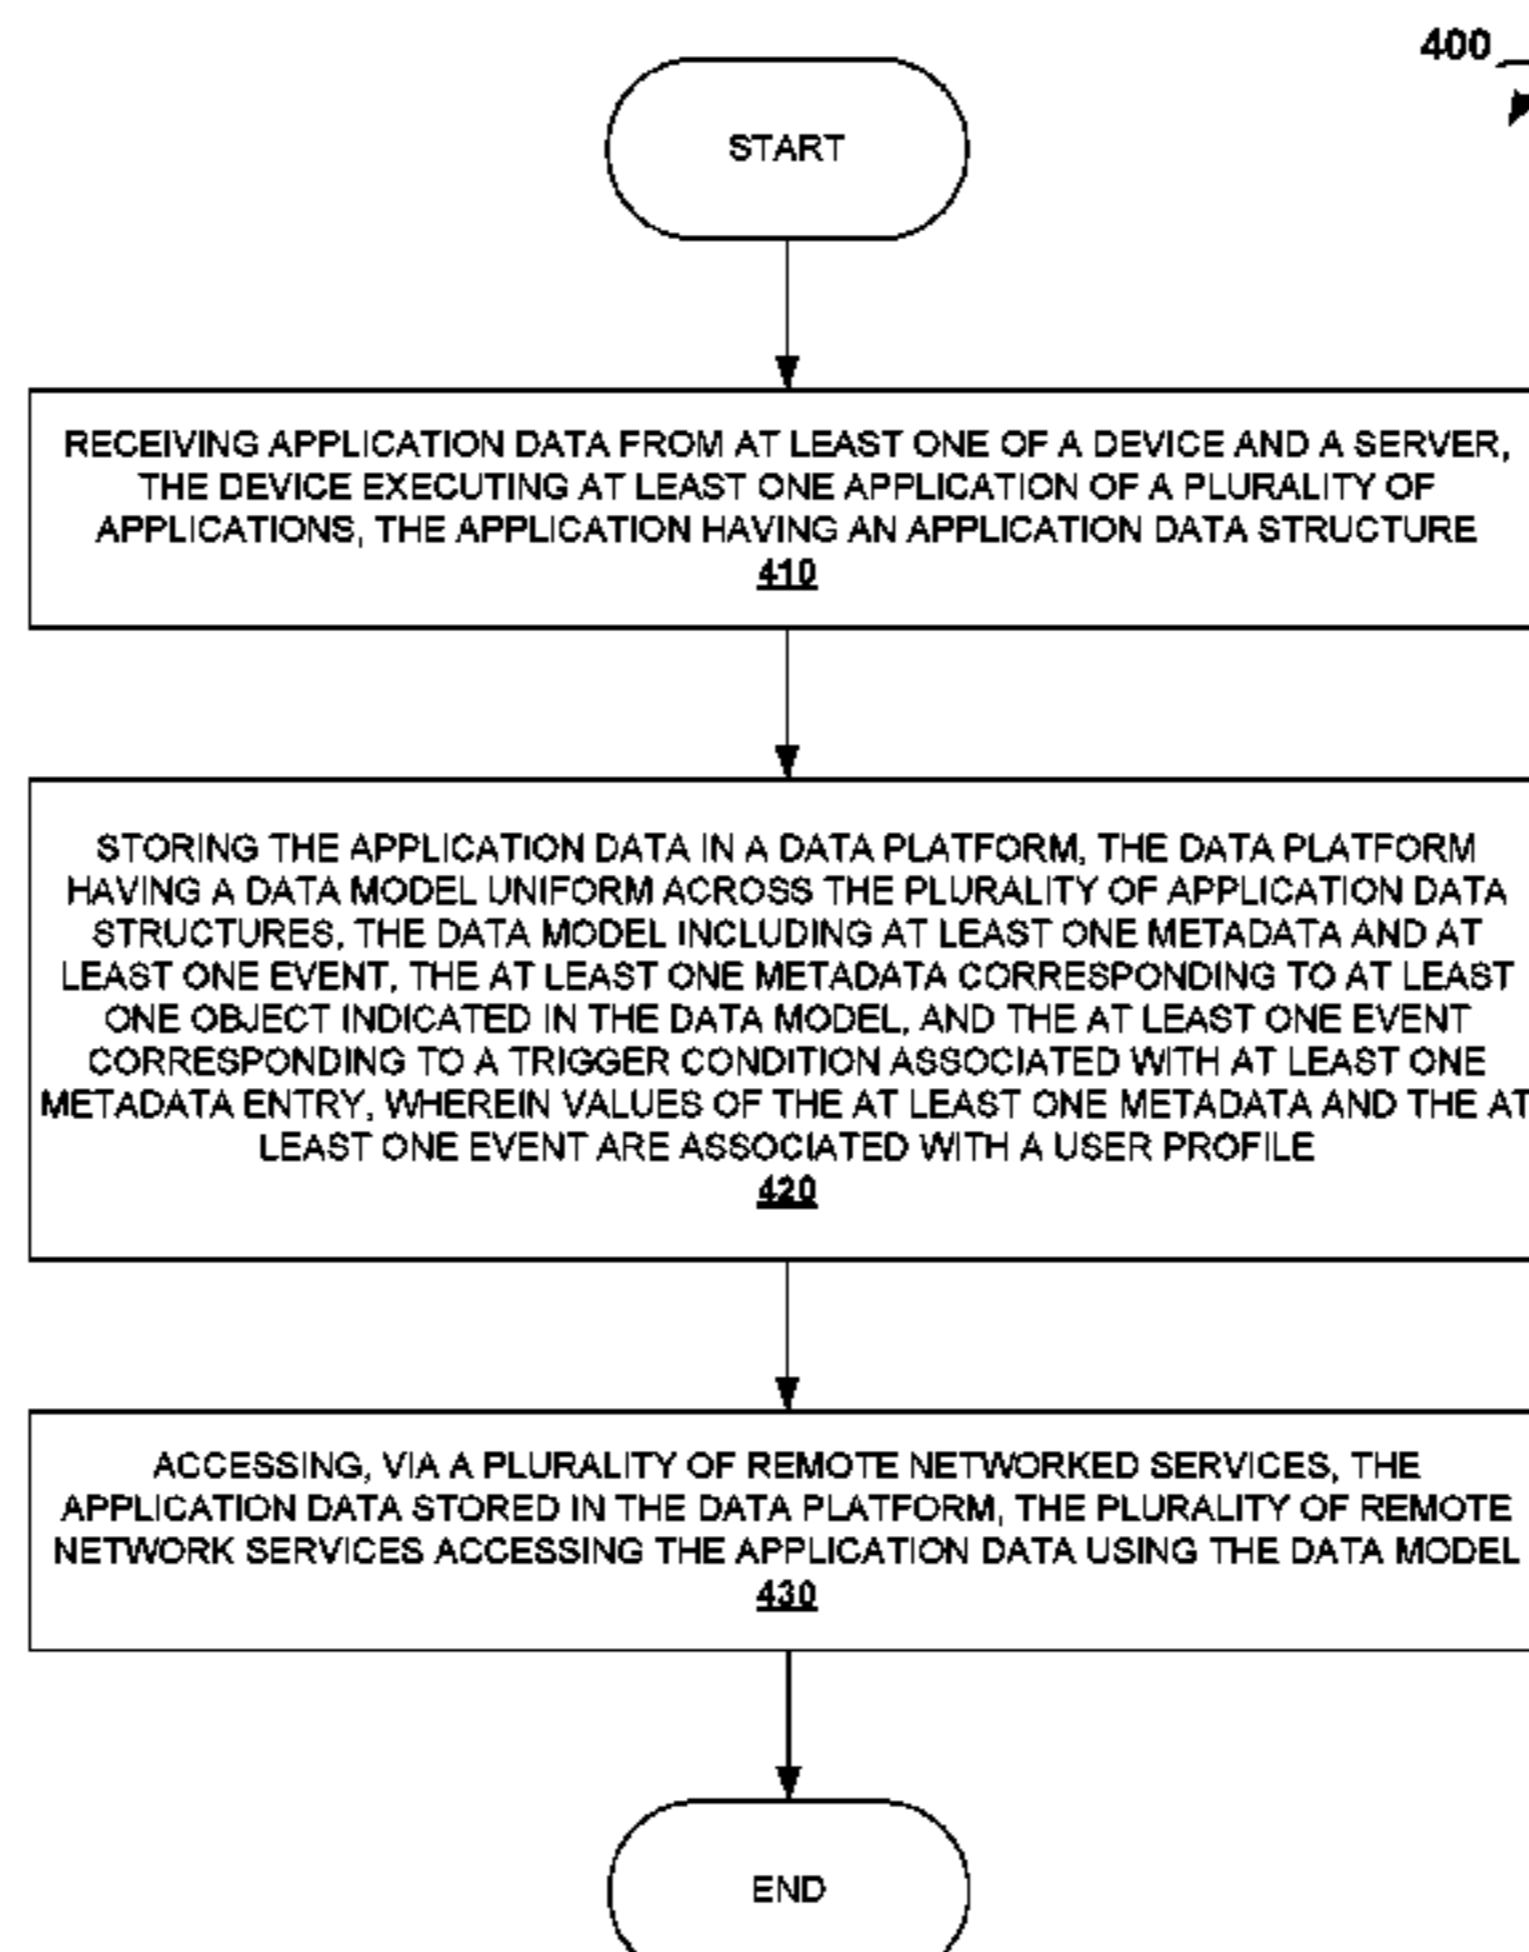 400
START
RECEIVING APPLICATION DATA FROM AT LEAST ONE OF A DEVICE AND A SERVER,
THE DEVICE EXECUTING AT LEAST ONE APPLICATION OF A PLURALITY OF
APPLICATIONS, THE APPLICATION HAVING AN APPLICATION DATA STRUCTURE
410
STORING THE APPLICATION DATA IN A DATA PLATFORM, THE DATA PLATFORM
HAVING A DATA MODEL UNIFORM ACROSS THE PLURALITY OF APPLICATION DATA
STRUCTURES, THE DATA MODEL INCLUDING AT LEAST ONE METADATA AND AT
LEAST ONE EVENT, THE AT LEAST ONE METADATA CORRESPONDING TO AT LEAST
ONE OBJECT INDICATED IN THE DATA MODEL, AND THE AT LEAST ONE EVENT
CORRESPONDING TO A TRIGGER CONDITION ASSOCIATED WITH AT LEAST ONE
METADATA ENTRY, WHEREIN VALUES OF THE AT LEAST ONE METADATA AND THE AT
LEAST ONE EVENT ARE ASSOCIATED WITH A USER PROFILE
420
ACCESSING, VIA A PLURALITY OF REMOTE NETWORKED SERVICES, THE
APPLICATION DATA STORED IN THE DATA PLATFORM, THE PLURALITY OF REMOTE
NETWORK SERVICES ACCESSING THE APPLICATION DATA USING THE DATA MODEL
430
END